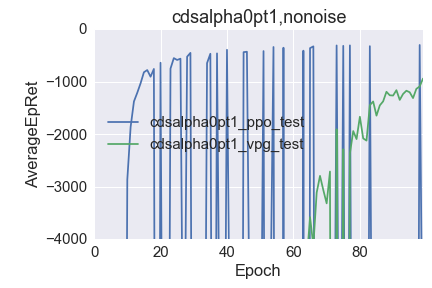 cdsalpha0pt1,nonoise
0
−1000
−2000
−3000
−4000
AverageEpRet
cdsalpha0pt1_ppo_test
cdsalpha0pt1_vpg_test
0 20 40 60 80
Epoch